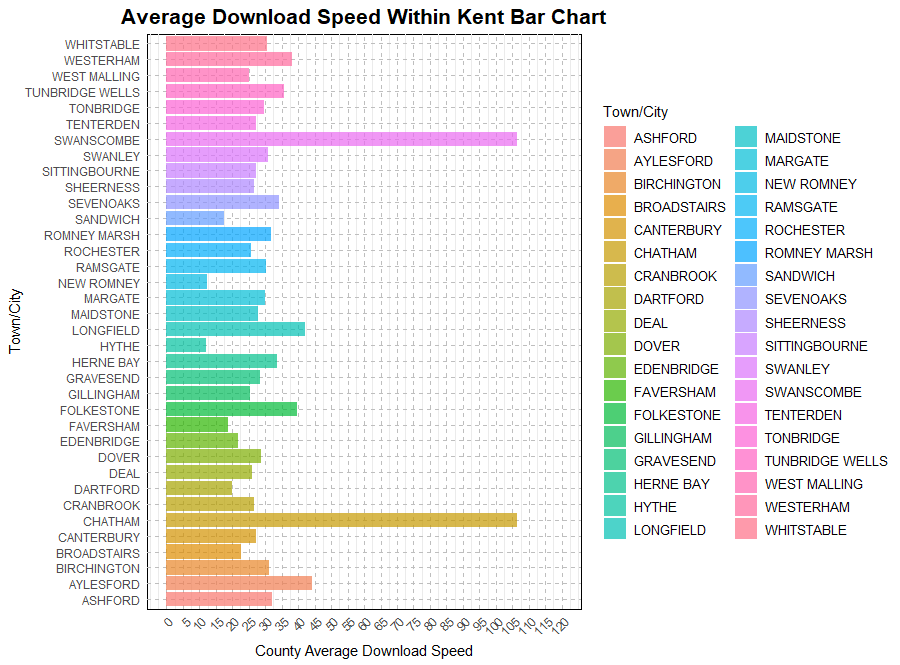 Average Download Speed Within Kent Bar Chart
Town/City
WHITSTABLE
WESTERHAM
WEST MALLING
TUNBRIDGE WELLS
TONBRIDGE
TENTERDEN
SWANSCOMBE
SWANLEY
SITTINGBOURNE
SHEERNESS
SEVENOAKS
SANDWICH
ROMNEY MARSH
ROCHESTER
RAMSGATE
NEW ROMNEY
MARGATE
MAIDSTONE
LONGFIELD
HYTHE
HERNE BAY
GRAVESEND
GILLINGHAM
FOLKESTONE
FAVERSHAM
EDENBRIDGE
DOVER
DEAL
DARTFORD
CRANBROOK
CHATHAM
CANTERBURY
BROADSTAIRS
BIRCHINGTON
AYLESFORD
ASHFORD
0 5 10 15 20 25 30 35 40 45 50 55 60 65 70 75 80 85 90 95 100 105 110 115 120
County Average Download Speed
Town/City
ASHFORD
AYLESFORD
BIRCHINGTON
BROADSTAIRS
CANTERBURY
CHATHAM
CRANBROOK
DARTFORD
DEAL
DOVER
EDENBRIDGE
FAVERSHAM
FOLKESTONE
GILLINGHAM
GRAVESEND
HERNE BAY
HYTHE
LONGFIELD
MAIDSTONE
MARGATE
NEW ROMNEY
RAMSGATE
ROCHESTER
ROMNEY MARSH
SANDWICH
SEVENOAKS
SHEERNESS
SITTINGBOURNE
SWANLEY
SWANSCOMBE
TENTERDEN
TONBRIDGE
TUNBRIDGE WELLS
WEST MALLING
WESTERHAM
WHITSTABLE